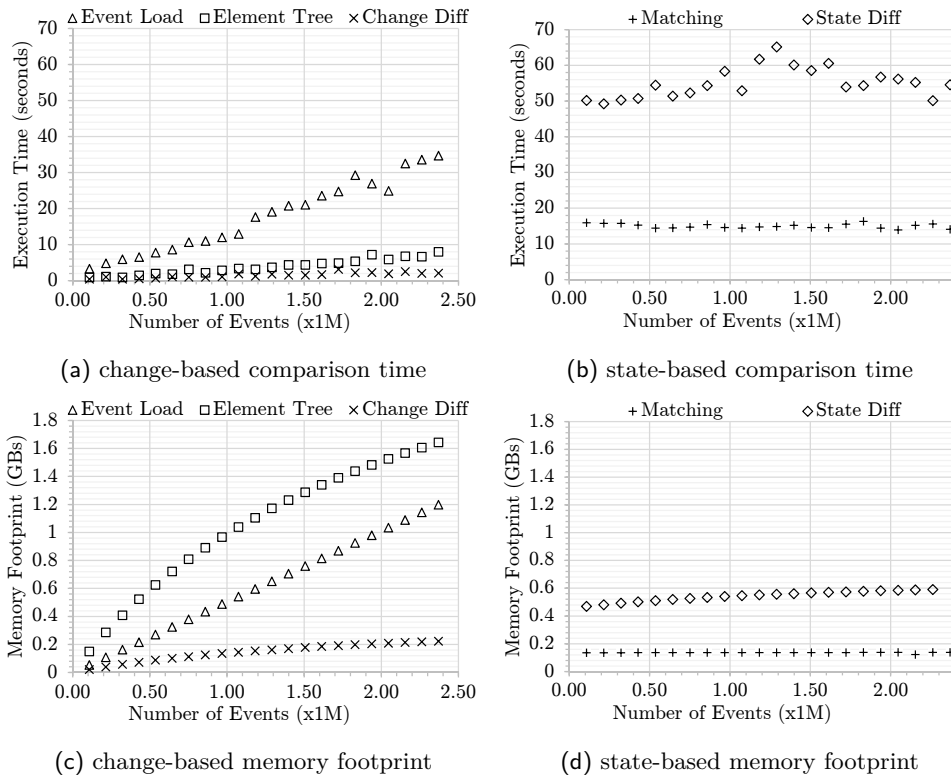 Event Load Element Tree Change Diff
70
60
50
40
30
20
10
0
Execution Time (seconds)
0.00 0.50 1.00 1.50 2.00 2.50
Number of Events (x1M)
(a) change-based comparison time
Matching State Diff
70
60
50
40
30
20
10
0
Execution Time (seconds)
0.00 0.50 1.00 1.50 2.00
Number of Events (x1M)
(b) state-based comparison time
Event Load Element Tree Change Diff
1.8
1.6
1.4
1.2
1
0.8
0.6
0.4
0.2
0
Memory Footprint (GBs)
0.00 0.50 1.00 1.50 2.00 2.50
Number of Events (x1M)
(c) change-based memory footprint
Matching State Diff
1.8
1.6
1.4
1.2
1
0.8
0.6
0.4
0.2
0
Memory Footprint (GBs)
0.00 0.50 1.00 1.50 2.00
Number of Events (x1M)
(d) state-based memory footprint